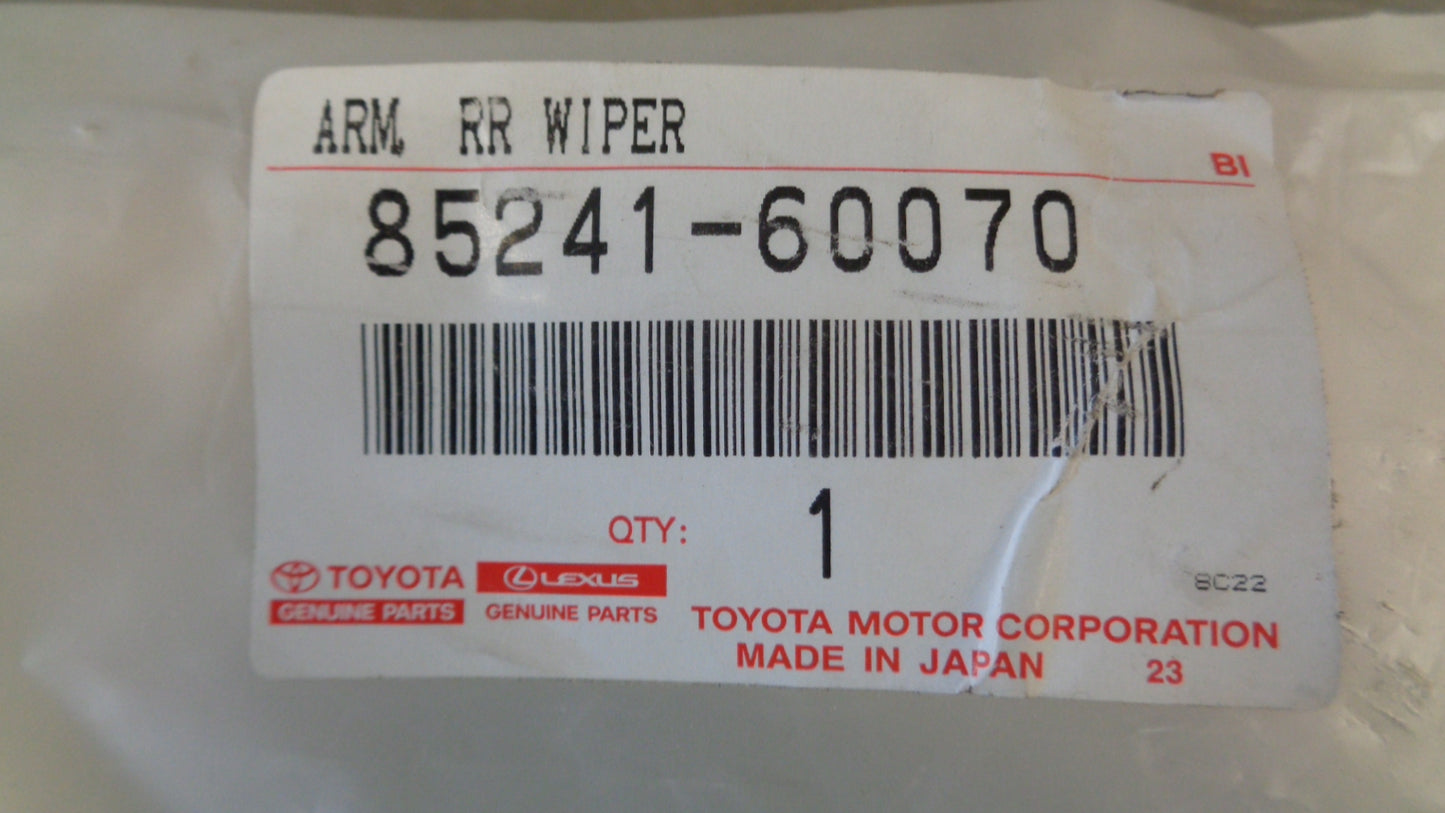 ARM, RR WIPER
BI
85241-60070
QTY: 1
8C22
TOYOTA LEXUS
GENUINE PARTS GENUINE PARTS
TOYOTA MOTOR CORPORATION
MADE IN JAPAN 23